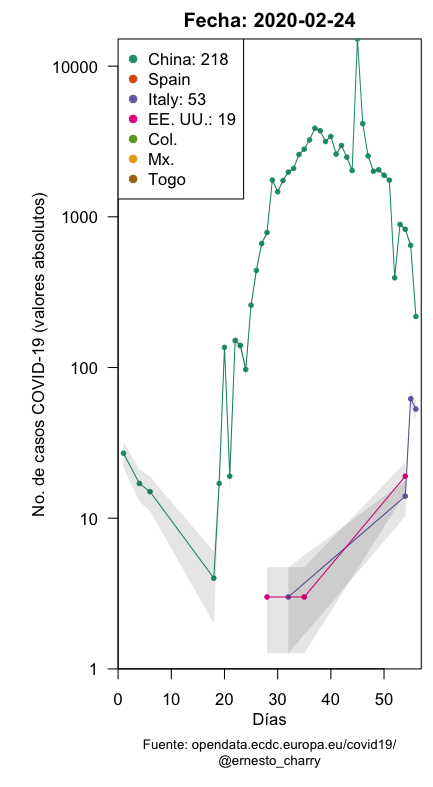 Fecha: 2020-02-24
China: 218
Spain
Italy: 53
EE. UU.: 19
Col.
Mx.
Togo
No. de casos COVID-19 (valores absolutos)
10000
1000
100
10
1
0 10 20 30 40 50
Días
Fuente: opendata.ecdc.europa.eu/covid19/
@ernesto_charry